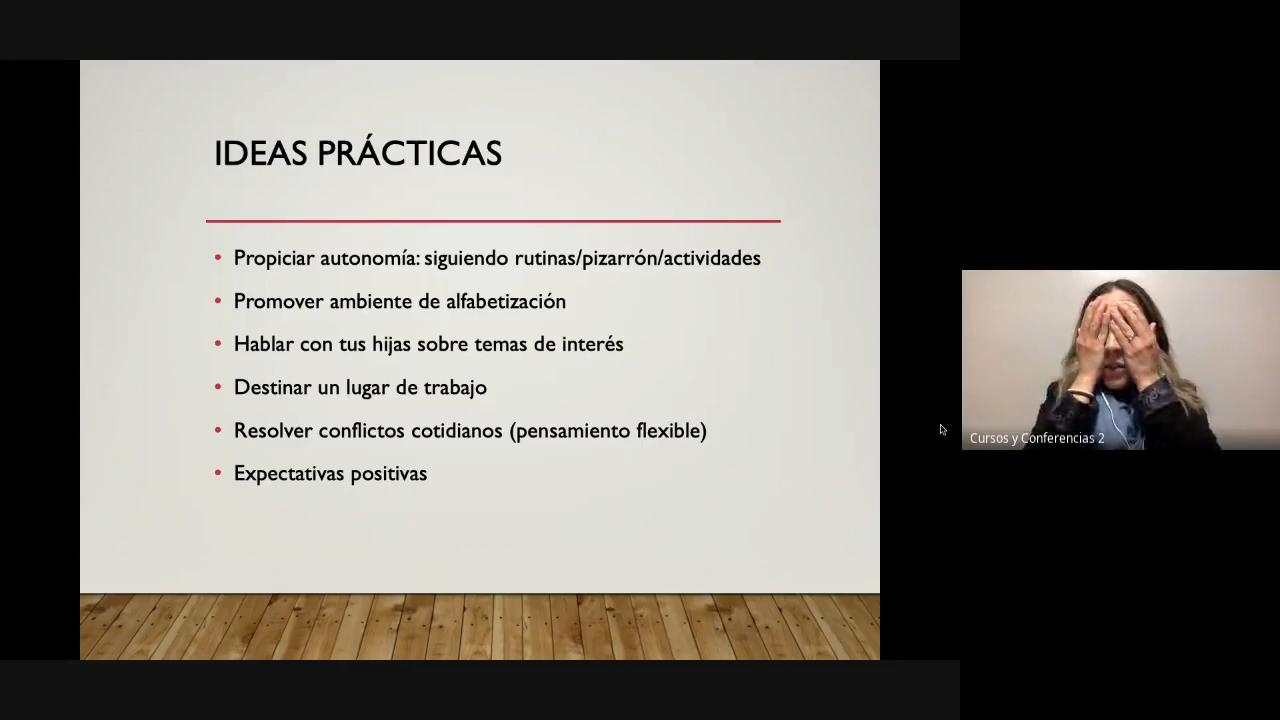 IDEAS PRÁCTICAS
• Propiciar autonomía: siguiendo rutinas/pizarrón/actividades
• Promover ambiente de alfabetización
• Hablar con tus hijas sobre temas de interés
• Destinar un lugar de trabajo
• Resolver conflictos cotidianos (pensamiento flexible)
• Expectativas positivas
Cursos y Conferencias 2